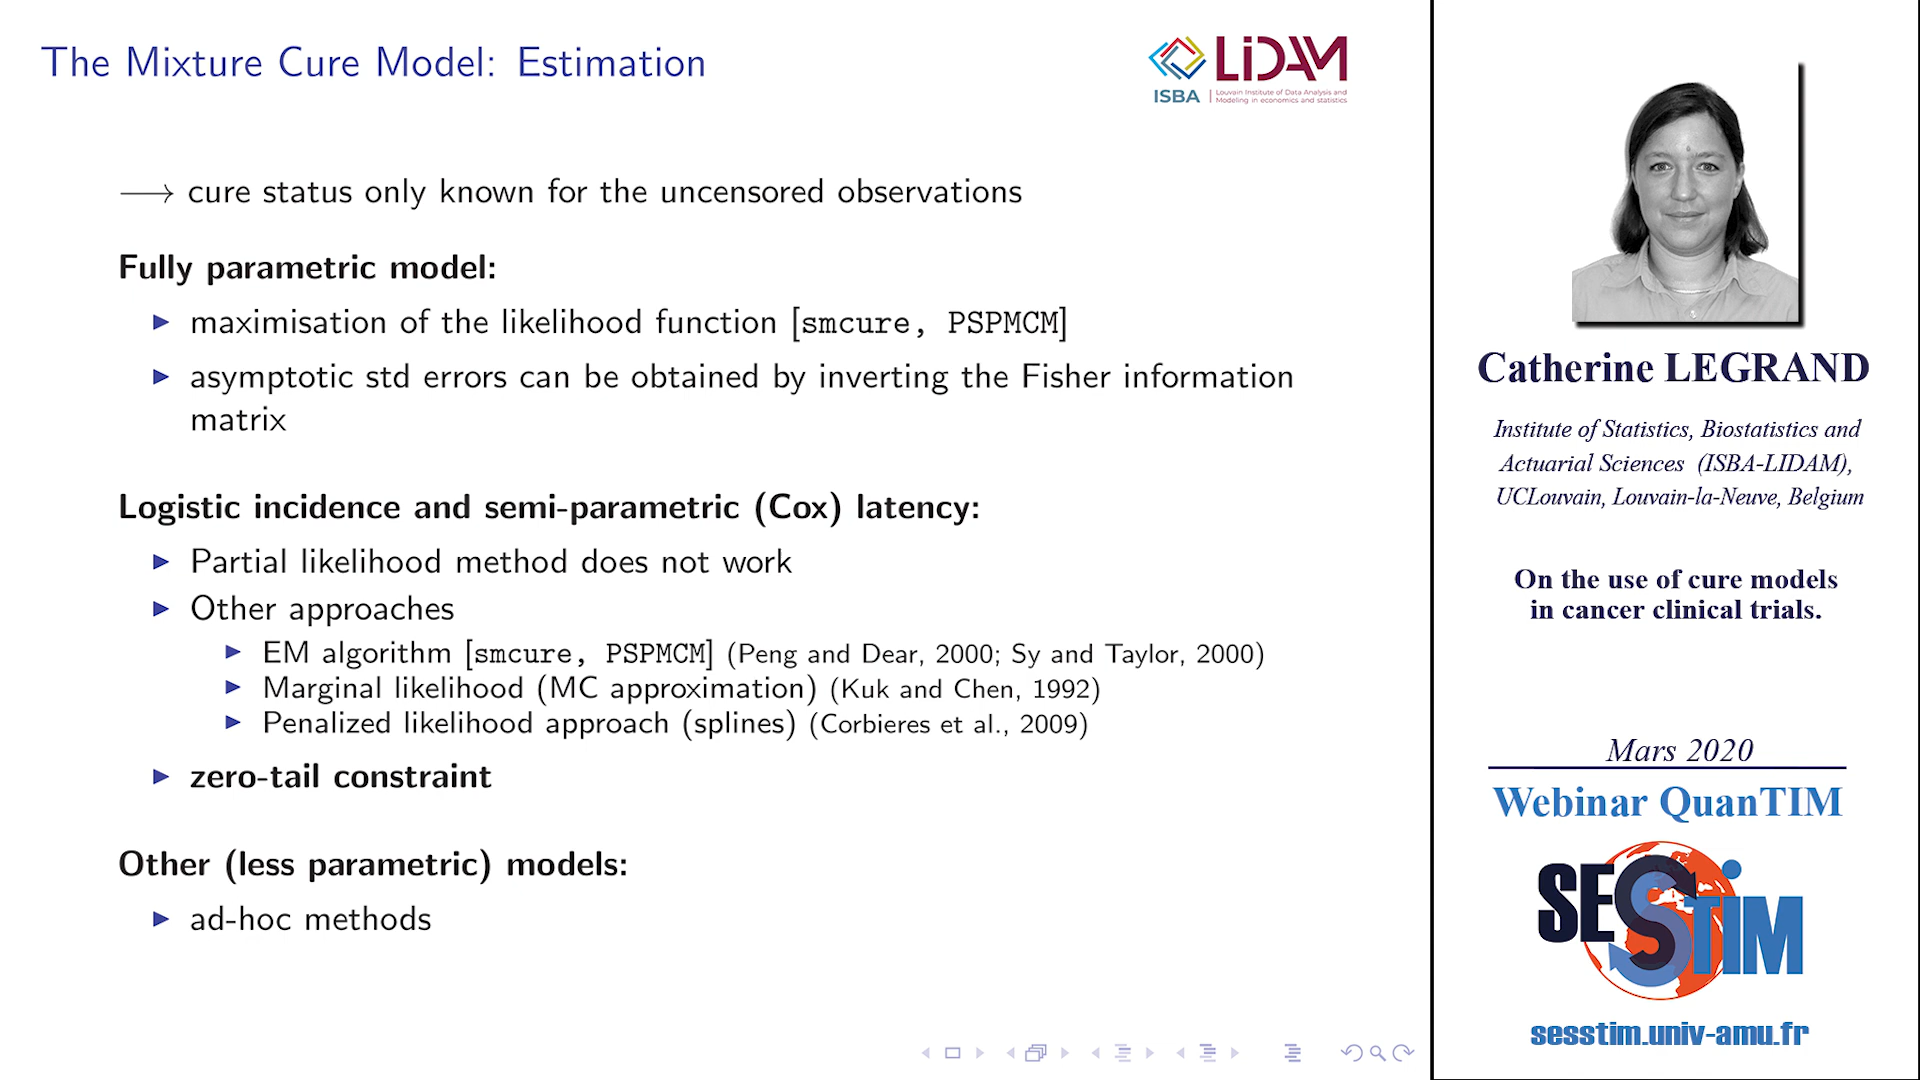 The Mixture Cure Model: Estimation
LiDAM
ISBA
Louvain Institute of Data Analysis and
Modeling in economics and statistics
⟶ cure status only known for the uncensored observations
Fully parametric model:
▶ maximisation of the likelihood function [smcure, PSPMCM]
▶ asymptotic std errors can be obtained by inverting the Fisher information
matrix
Logistic incidence and semi-parametric (Cox) latency:
▶ Partial likelihood method does not work
▶ Other approaches
▶ EM algorithm [smcure, PSPMCM] (Peng and Dear, 2000; Sy and Taylor, 2000)
▶ Marginal likelihood (MC approximation) (Kuk and Chen, 1992)
▶ Penalized likelihood approach (splines) (Corbieres et al., 2009)
▶ zero-tail constraint
Other (less parametric) models:
▶ ad-hoc methods
Catherine LEGRAND
Institute of Statistics, Biostatistics and
Actuarial Sciences (ISBA-LIDAM),
UCLouvain, Louvain-la-Neuve, Belgium
On the use of cure models
in cancer clinical trials.
Mars 2020
Webinar QuanTIM
SESSTIM
sesstim.univ-amu.fr